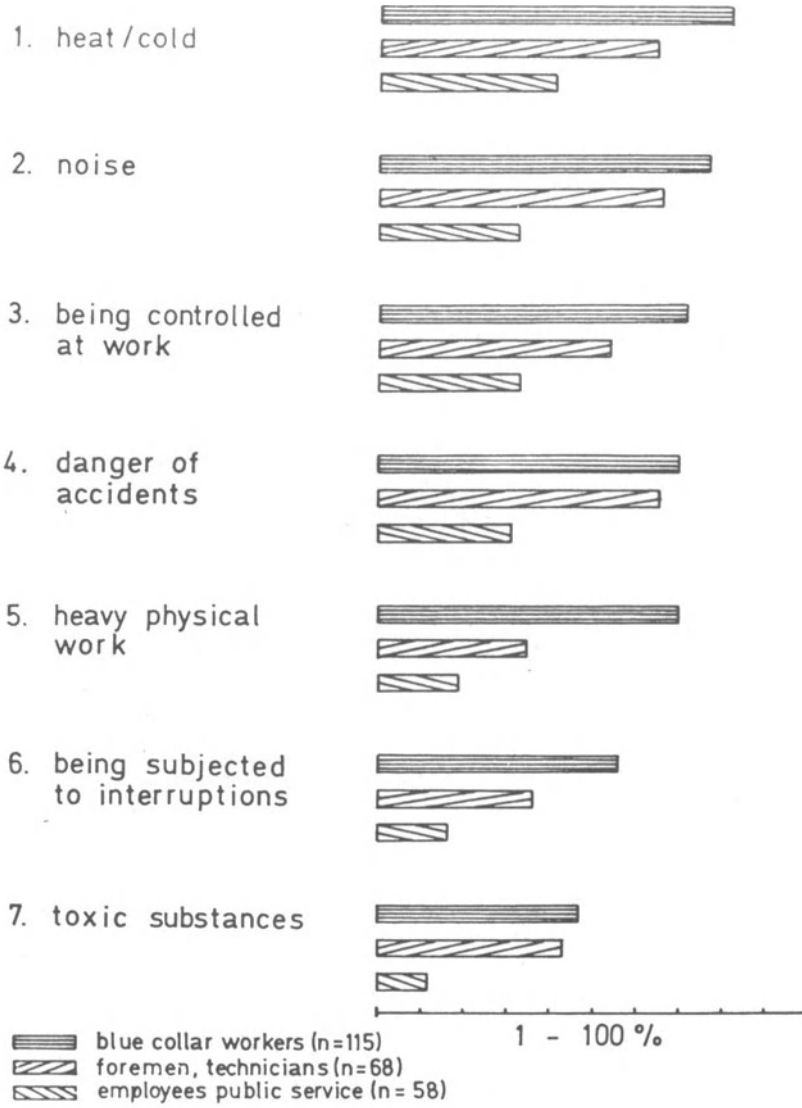 1. heat/cold
2. noise
3. being controlled
at work
4. danger of
accidents
5. heavy physical
work
6. being subjected
to interruptions
7. toxic substances
1 - 100 %
blue collar workers (n=115)
foremen, technicians (n=68)
employees public service (n = 58)